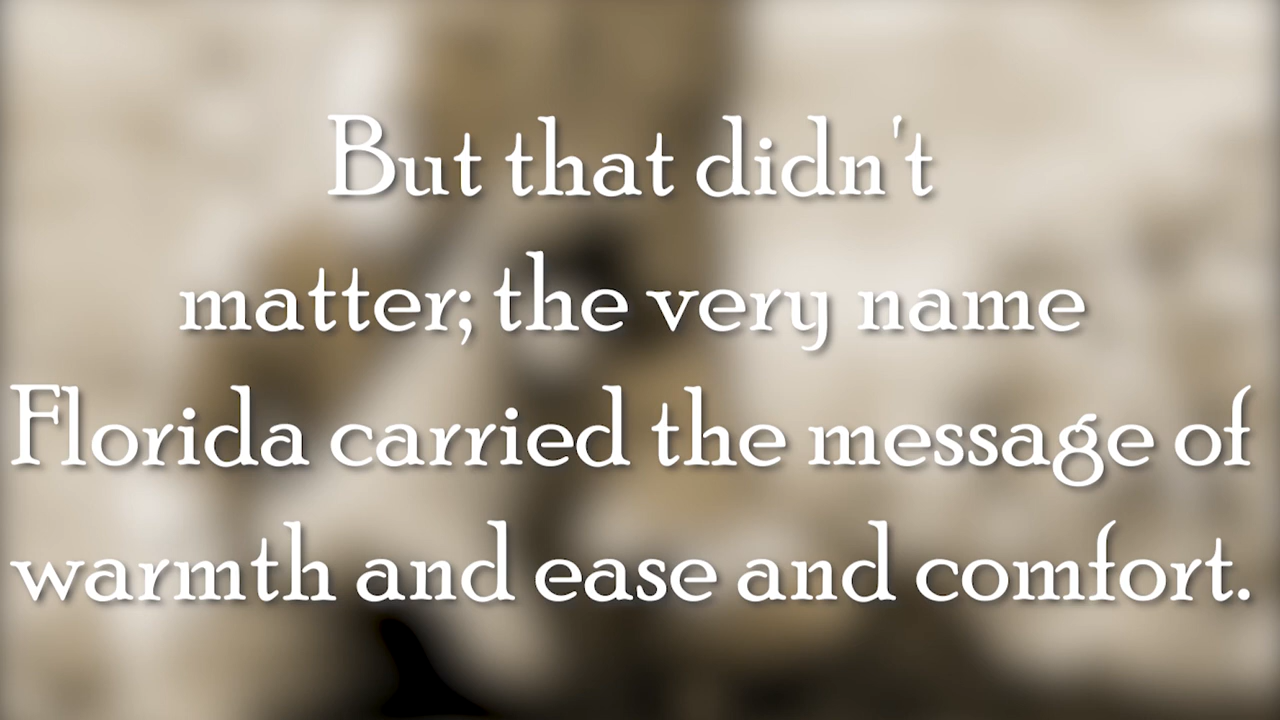 But that didn't
matter; the very name
Florida carried the message of
warmth and ease and comfort.